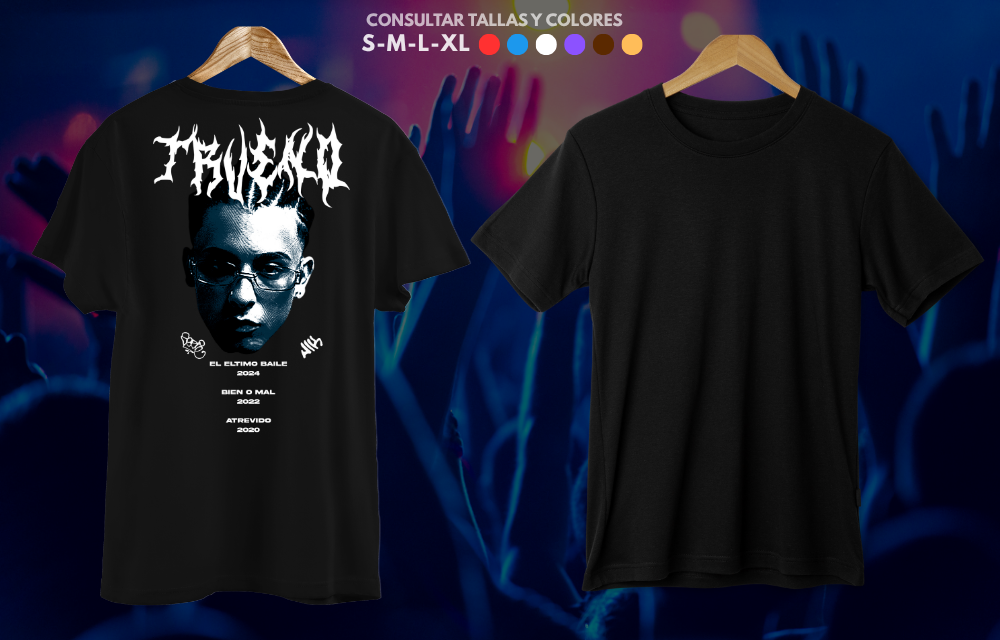 CONSULTAR TALLAS Y COLORES
S-M-L-XL
TRUENO
EL ELTIMO BAILE
2024
BIEN O MAL
2022
ATREVIDO
2020